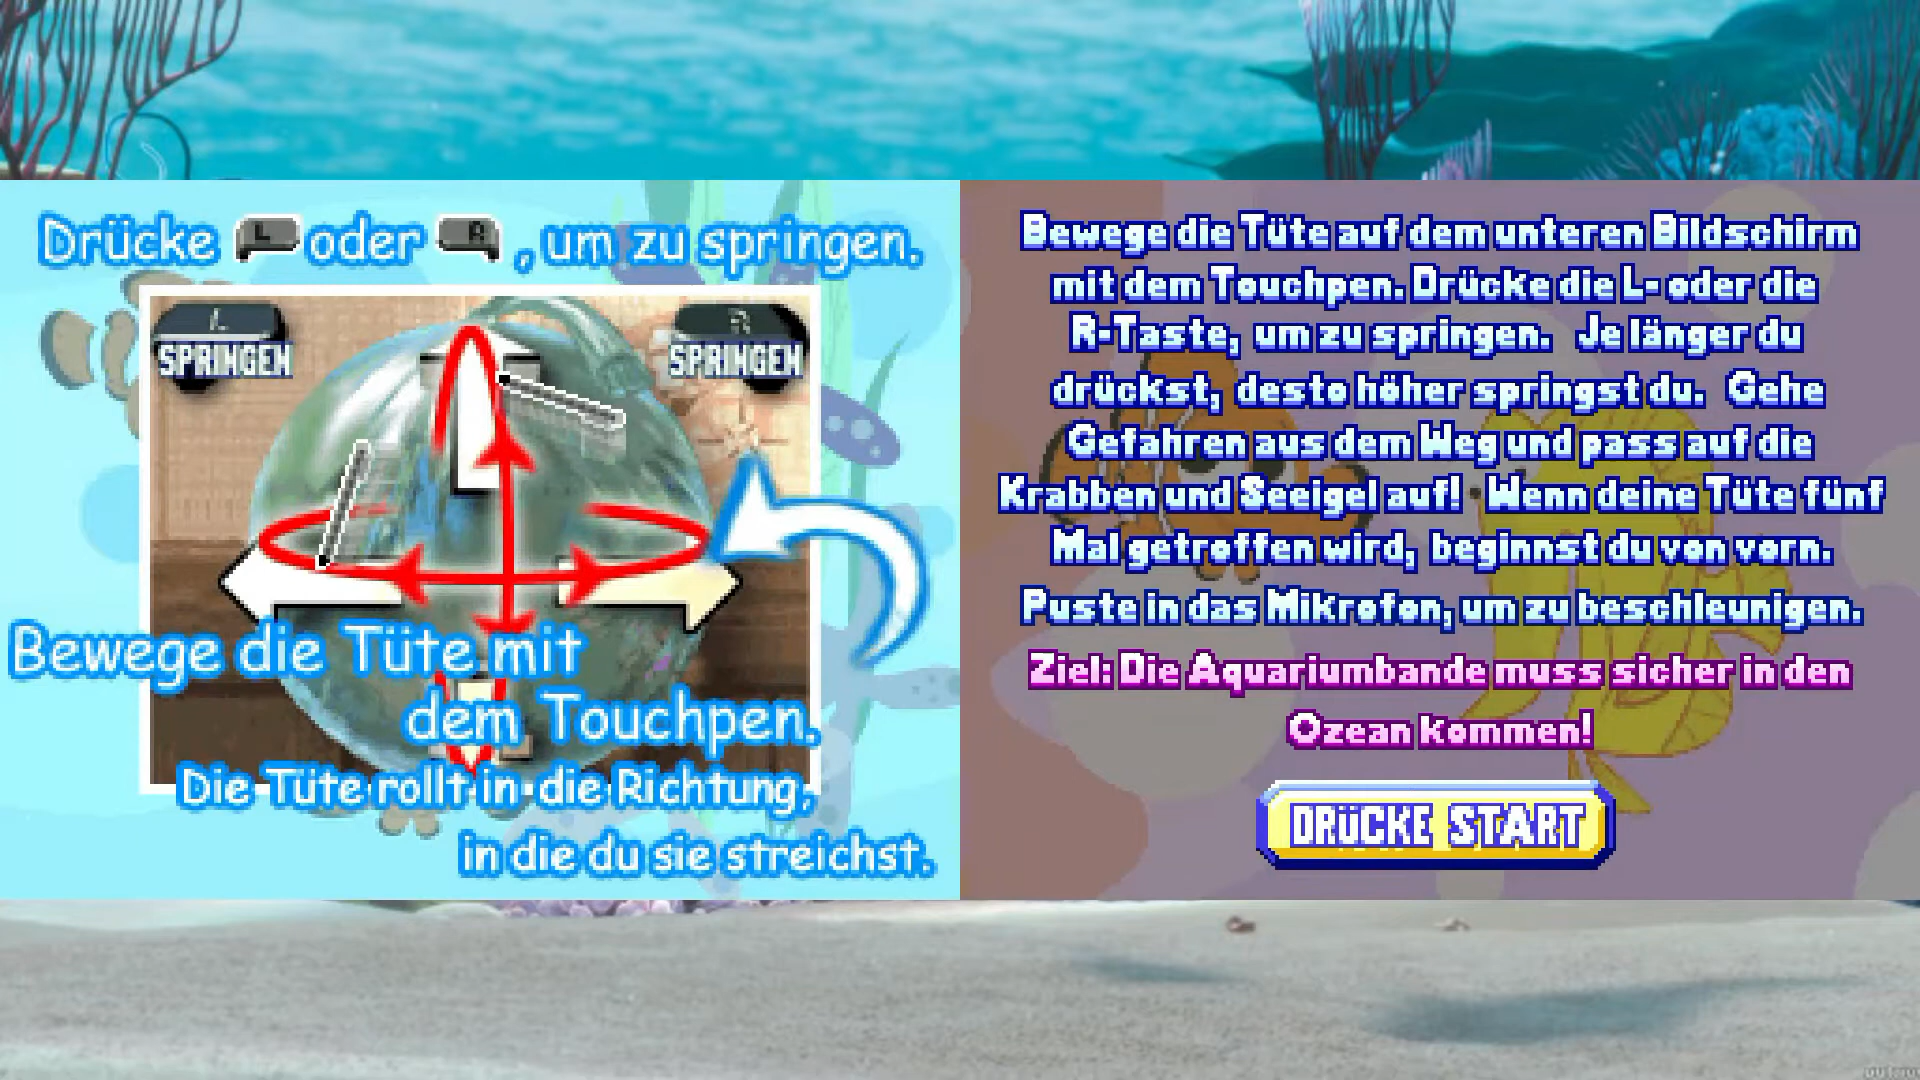 Drücke L oder R, um zu springen.
L
SPRINGEN
R
SPRINGEN
Bewege die Tüte mit
dem Touchpen.
Die Tüte rollt in die Richtung,
in die du sie streichst.
Bewege die Tüte auf dem unteren Bildschirm
mit dem Touchpen. Drücke die L- oder die
R-Taste, um zu springen. Je länger du
drückst, desto höher springst du. Gehe
Gefahren aus dem Weg und pass auf die
Krabben und Seeigel auf! Wenn deine Tüte fünf
Mal getroffen wird, beginnst du von vorn.
Puste in das Mikrofon, um zu beschleunigen.
Ziel: Die Aquariumbande muss sicher in den
Ozean kommen!
DRÜCKE START